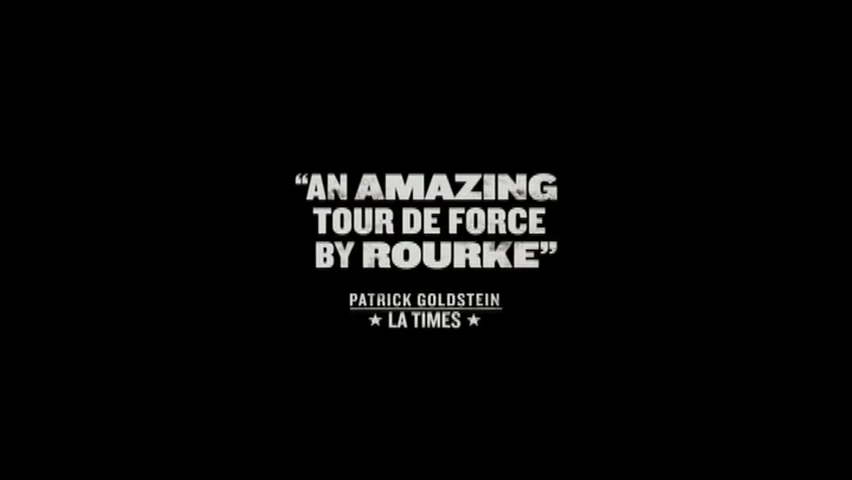 “AN AMAZING
TOUR DE FORCE
BY ROURKE”
PATRICK GOLDSTEIN
★ LA TIMES ★